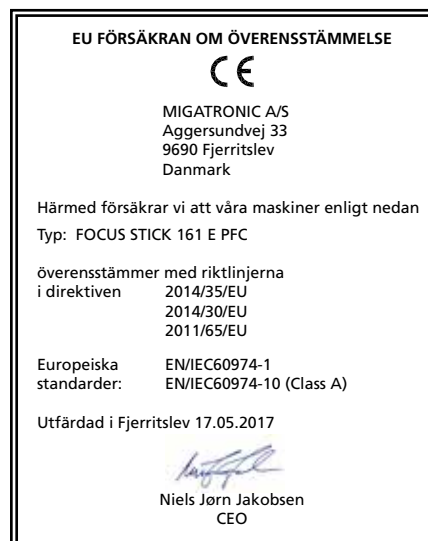 EU FÖRSÄKRAN OM ÖVERENSSTÄMMELSE
CE
MIGATRONIC A/S
Aggersundvej 33
9690 Fjerritslev
Danmark
Härmed försäkrar vi att våra maskiner enligt nedan
Typ: FOCUS STICK 161 E PFC
överensstämmer med riktlinjerna
i direktiven 2014/35/EU
2014/30/EU
2011/65/EU
Europeiska EN/IEC60974-1
standarder: EN/IEC60974-10 (Class A)
Utfärdad i Fjerritslev 17.05.2017
Niels Jørn Jakobsen
CEO